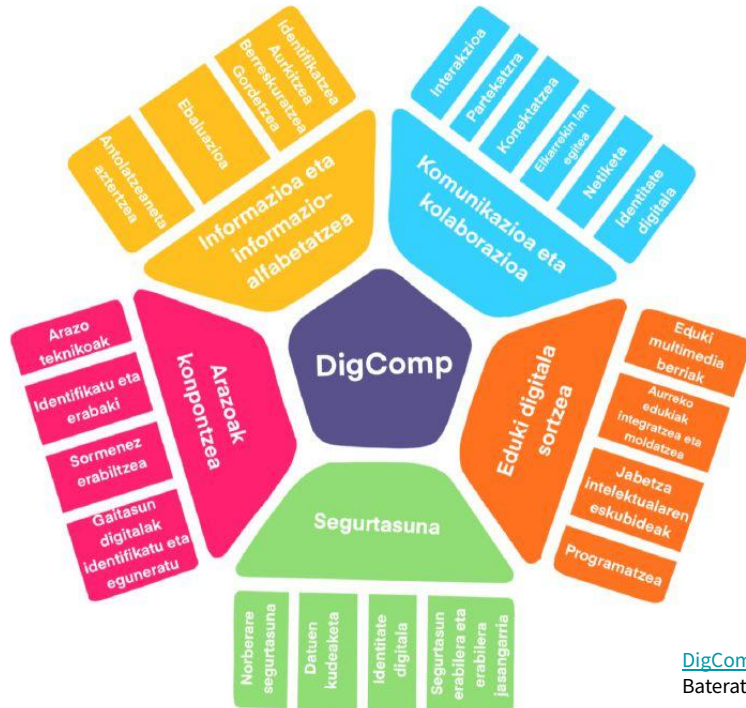 Identifikatzea
Aurkitzea
Berreskuratzea
Gordetzea
Ebaluazioa
Antolatzeaneta
aztertzea
Informazioa eta
informazio-
alfabetatzea
Interakzioa
Partekatzra
Konektatzea
Elkarrekin lan
egitea
Netiketa
Identitate
digitala
Komunikazioa eta
kolaborazioa
DigComp
Arazo
teknikoak
Identifikatu eta
erabaki
Sormenez
erabiltzea
Gaitasun
digitalak
identifikatu eta
eguneratu
Arazoak
konpontzea
Eduki digitala
sortzea
Eduki
multimedia
berriak
Aurreko
edukiak
integratzea eta
moldatzea
Jabetza
intelektualaren
eskubideak
Programatzea
Segurtasuna
Norberare
segurtasuna
Datuen
kudeaketa
Identitate
digitala
Segurtasun
erabilera eta
erabilera
jasangarria
DigCom
Baterat